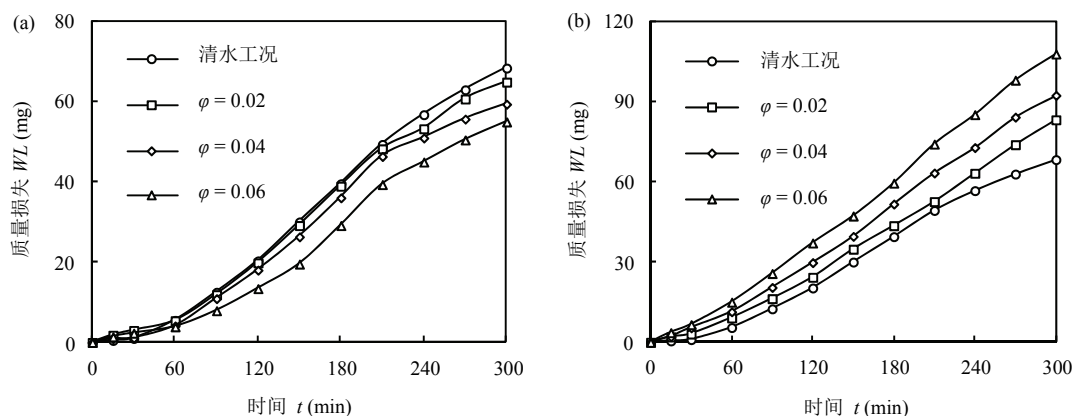 (a)
80
60
40
20
0
质量损失 WL (mg)
清水工况
φ = 0.02
φ = 0.04
φ = 0.06
0 60 120 180 240 300
时间 t (min)
(b)
120
90
60
30
0
质量损失 WL (mg)
清水工况
φ = 0.02
φ = 0.04
φ = 0.06
0 60 120 180 240 300
时间 t (min)